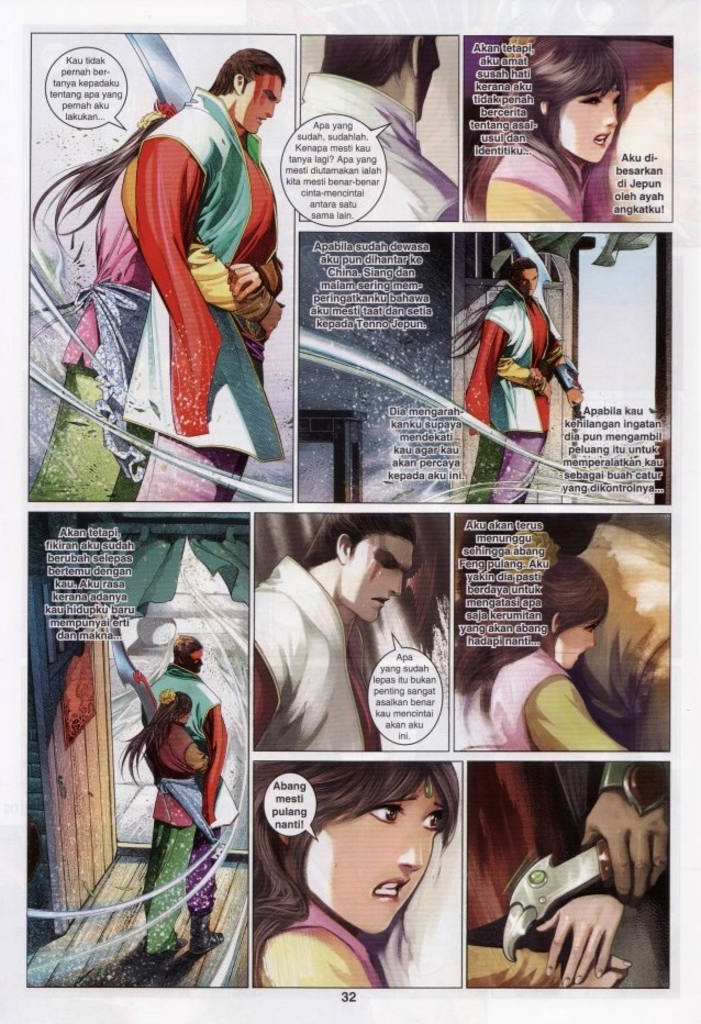 Kau tidak
pernah ber-
tanya kepadaku
tentang apa yang
pernah aku
lakukan...
Apa yang
sudah, sudahlah.
Kenapa mesti kau
tanya lagi? Apa yang
mesti diutamakan ialah
kita mesti benar-benar
cinta-mencintai
antara satu
sama lain.
Akan tetapi,
aku amat
susah hati
kerana aku
tidak penah
bercerita
tentang asal-
usul dan
identitiku...
Aku di-
besarkan
di Jepun
oleh ayah
angkatku!
Apabila sudah dewasa
aku pun dihantar ke
China. Siang dan
malam sering mem-
peringatkanku bahawa
aku mesti taat dan setia
kepada Tenno Jepun.
Dia mengarah-
kanku supaya
mendekati
kau agar kau
akan percaya
kepada aku ini.
Apabila kau
kehilangan ingatan
dia pun mengambil
peluang itu untuk
memperalatkan kau
sebagai buah catur
yang dikontrolnya...
Akan tetapi,
fikiran aku sudah
berubah selepas
bertemu dengan
kau. Aku rasa
kerana adanya
kau hidupku baru
mempunyai erti
dan makna...
Apa
yang sudah
lepas itu bukan
penting sangat
asalkan benar
kau mencintai
akan aku
ini.
Aku akan terus
menunggu
sehingga abang
Feng pulang. Aku
yakin dia pasti
berdaya untuk
mengatasi apa
saja kerumitan
yang akan abang
hadapi nanti...
Abang
mesti
pulang
nanti!
32